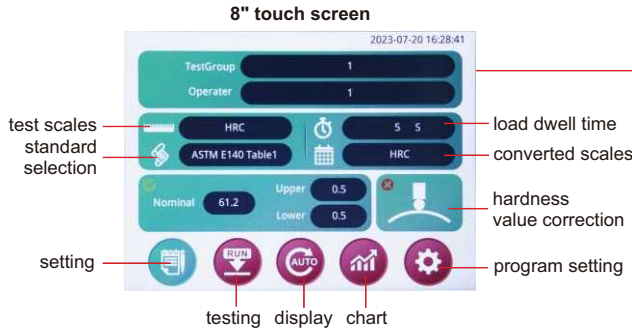 8" touch screen
2023-07-20 16:28:41
TestGroup 1
Operater 1
test scales
HRC
5 S
load dwell time
standard
selection
ASTM E140 Table1
HRC
converted scales
Nominal 61.2
Upper 0.5
Lower 0.5
hardness
value correction
setting
RUN
AUTO
program setting
testing
display
chart